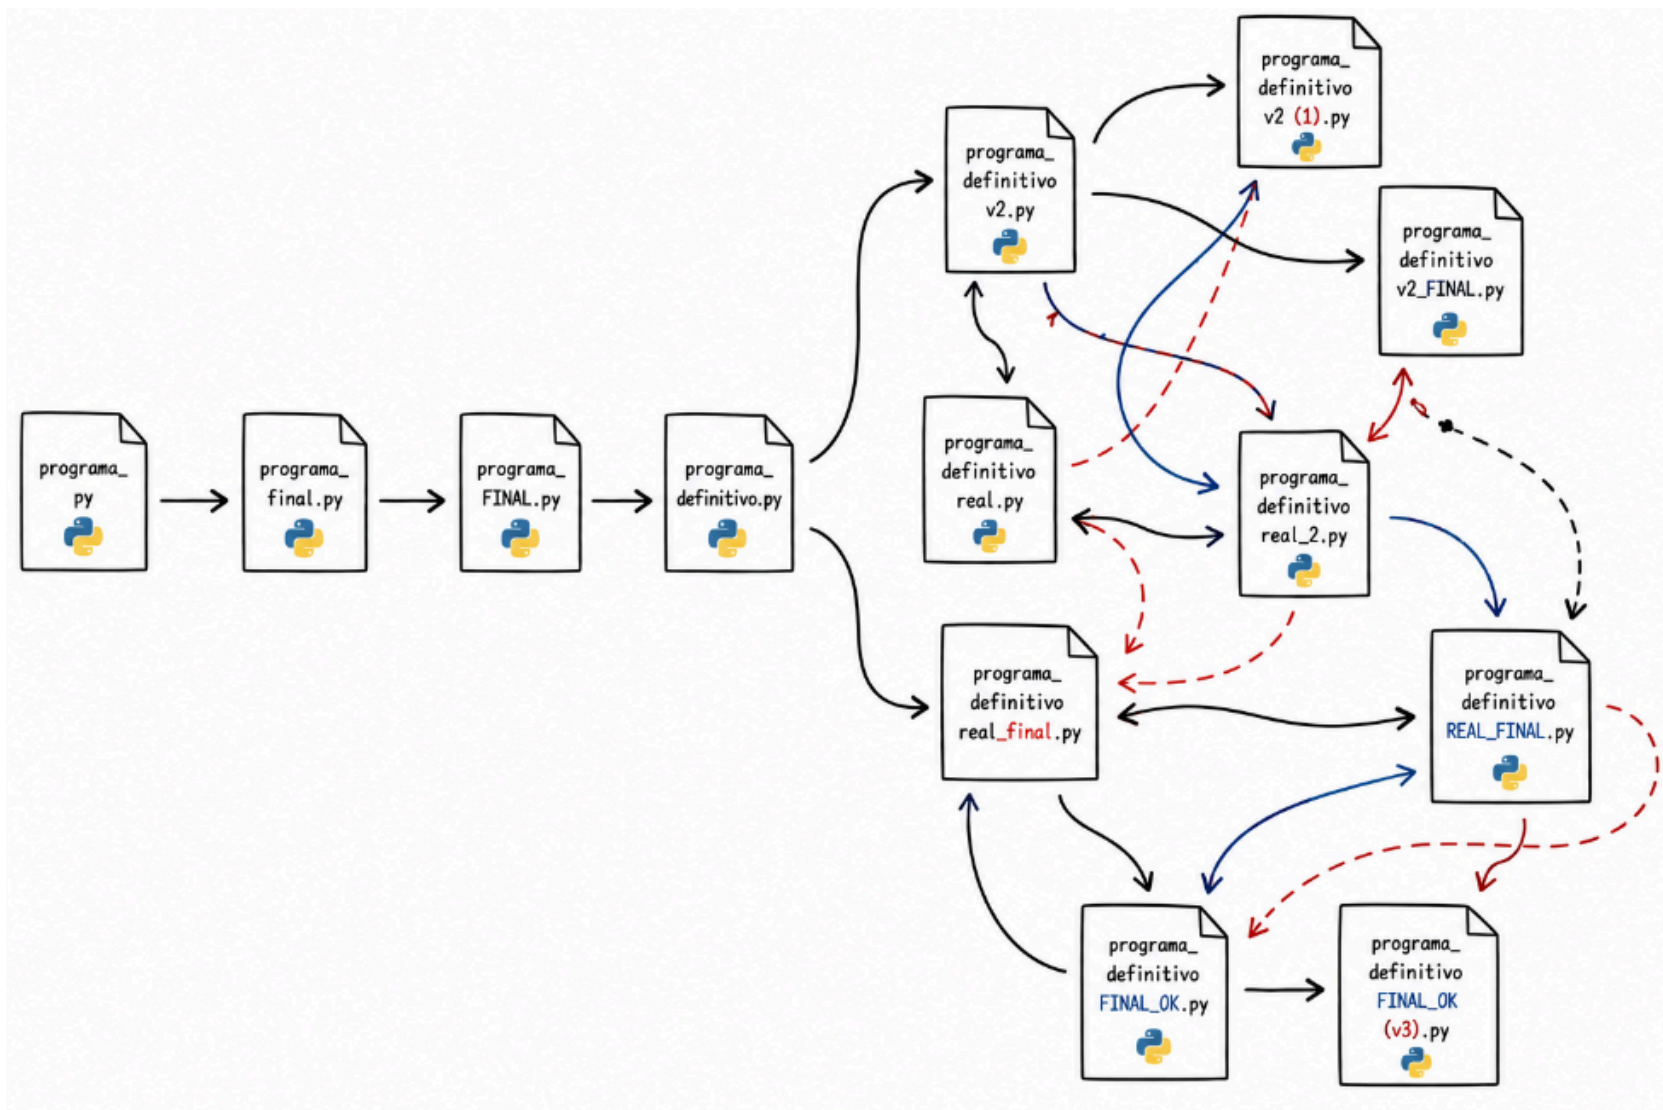 programa_
py
programa_
final.py
programa_
FINAL.py
programa_
definitivo.py
programa_
definitivo
v2.py
programa_
definitivo
v2 (1).py
programa_
definitivo
v2_FINAL.py
programa_
definitivo
real.py
programa_
definitivo
real_2.py
programa_
definitivo
real_final.py
programa_
definitivo
REAL_FINAL.py
programa_
definitivo
FINAL_OK.py
programa_
definitivo
FINAL_OK
(v3).py